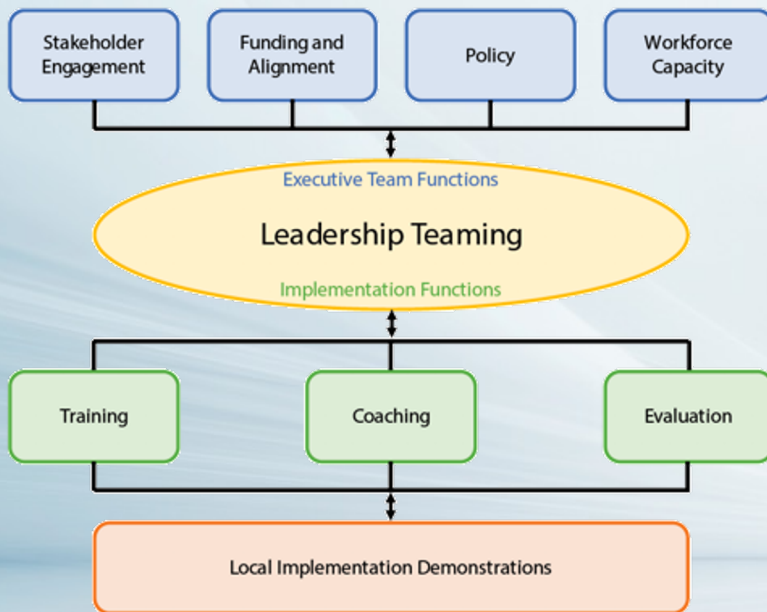 Stakeholder
Engagement
Funding and
Alignment
Policy
Workforce
Capacity
Executive Team Functions
Leadership Teaming
Implementation Functions
Training
Coaching
Evaluation
Local Implementation Demonstrations